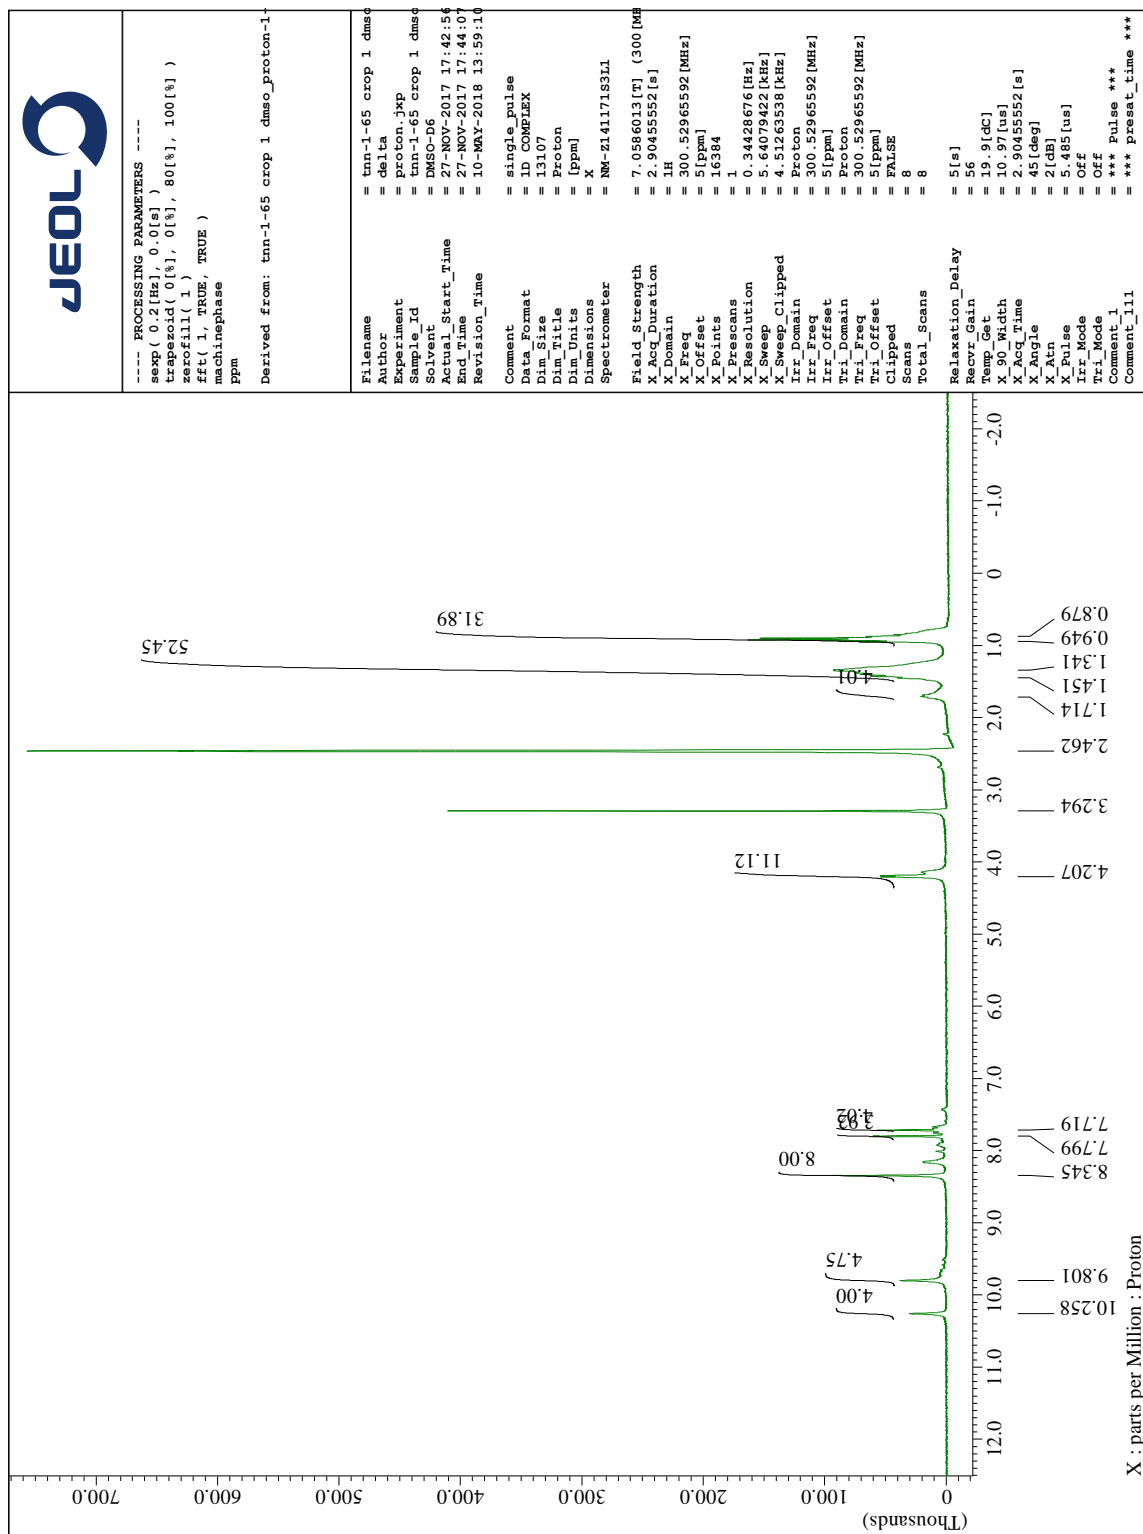 JEOL
---- PROCESSING PARAMETERS ----
sexp( 0.2[Hz], 0.0[s] )
trapezoid( 0[%], 0[%], 80[%], 100[%] )
zerofill( 1 )
fft( 1, TRUE, TRUE )
machinephase
ppm
Derived from: tnn-1-65 crop 1 dmso_proton-1-
Filename = tnn-1-65 crop 1 dmso
Author = delta
Experiment = proton.jxp
Sample_Id = tnn-1-65 crop 1 dmso
Solvent = DMSO-D6
Actual_Start_Time = 27-NOV-2017 17:42:56
End_Time = 27-NOV-2017 17:44:07
Revision_Time = 10-MAY-2018 13:59:10
Comment = single_pulse
Data_Format = 1D COMPLEX
Dim_Size = 13107
Dim_Title = Proton
Dim_Units = [ppm]
Dimensions = X
Spectrometer = NM-Z141171S3L1
Field_Strength = 7.0586013[T] (300[MH
X_Acq_Duration = 2.90455552[s]
X_Domain = 1H
X_Freq = 300.52965592[MHz]
X_Offset = 5[ppm]
X_Points = 16384
X_Prescans = 1
X_Resolution = 0.34428676[Hz]
X_Sweep = 5.64079422[kHz]
X_Sweep_Clipped = 4.51263538[kHz]
Irr_Domain = Proton
Irr_Freq = 300.52965592[MHz]
Irr_Offset = 5[ppm]
Tri_Domain = Proton
Tri_Freq = 300.52965592[MHz]
Tri_Offset = 5[ppm]
Clipped = FALSE
Scans = 8
Total_Scans = 8
Relaxation_Delay = 5[s]
Recvr_Gain = 56
Temp_Get = 19.9[dC]
X_90_Width = 10.97[us]
X_Acq_Time = 2.90455552[s]
X_Angle = 45[deg]
X_Atn = 2[dB]
X_Pulse = 5.485[us]
Irr_Mode = Off
Tri_Mode = Off
Comment_1 = *** Pulse ***
Comment_111 = *** presat_time ***
(Thousands)
0 100.0 200.0 300.0 400.0 500.0 600.0 700.0
4.00 4.75 8.00 3.92 4.02 11.12 4.01 52.45 31.89
12.0 11.0 10.0 9.0 8.0 7.0 6.0 5.0 4.0 3.0 2.0 1.0 0 -1.0 -2.0
10.258 9.801 8.345 7.799 7.719 4.207 3.294 2.462 1.714 1.451 1.341 0.949 0.879
X : parts per Million : Proton